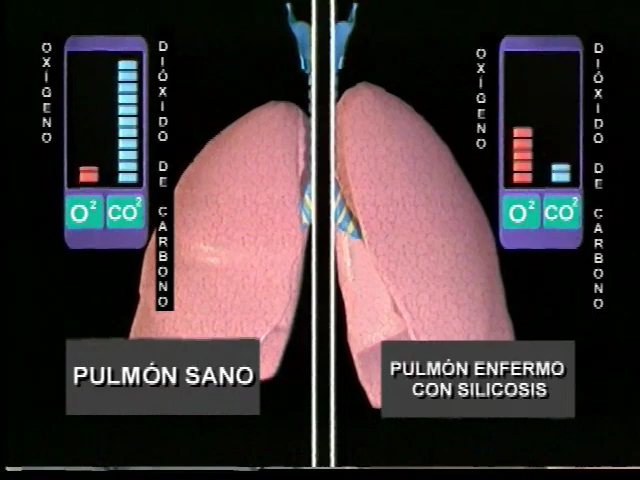 OXÍGENO
O²
CO²
DIÓXIDO DE CARBONO
PULMÓN SANO
OXÍGENO
O²
CO²
DIÓXIDO DE CARBONO
PULMÓN ENFERMO
CON SILICOSIS